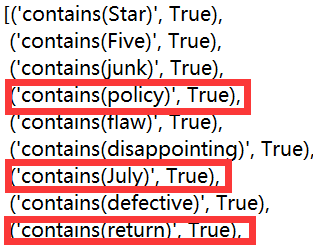 [('contains(Star)', True),
('contains(Five)', True),
('contains(junk)', True),
('contains(policy)', True),
('contains(flaw)', True),
('contains(disappointing)', True),
('contains(July)', True),
('contains(defective)', True),
('contains(return)', True),